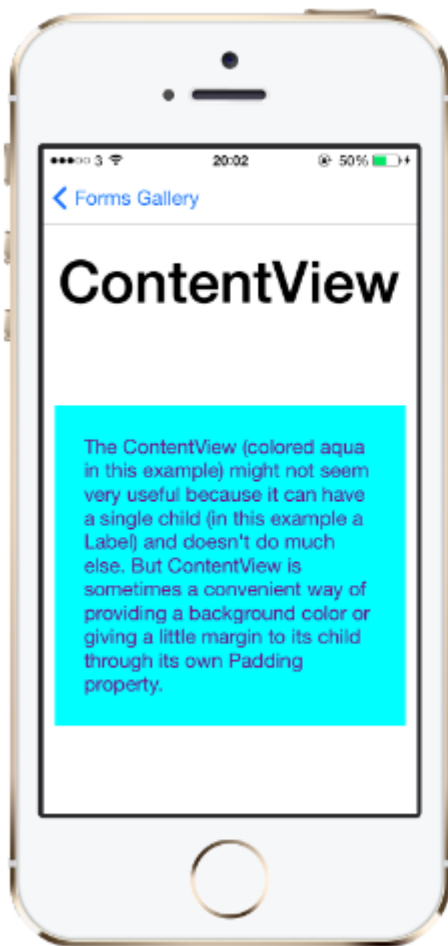 3 20:02 50%
Forms Gallery
ContentView
The ContentView (colored aqua
in this example) might not seem
very useful because it can have
a single child (in this example a
Label) and doesn't do much
else. But ContentView is
sometimes a convenient way of
providing a background color or
giving a little margin to its child
through its own Padding
property.